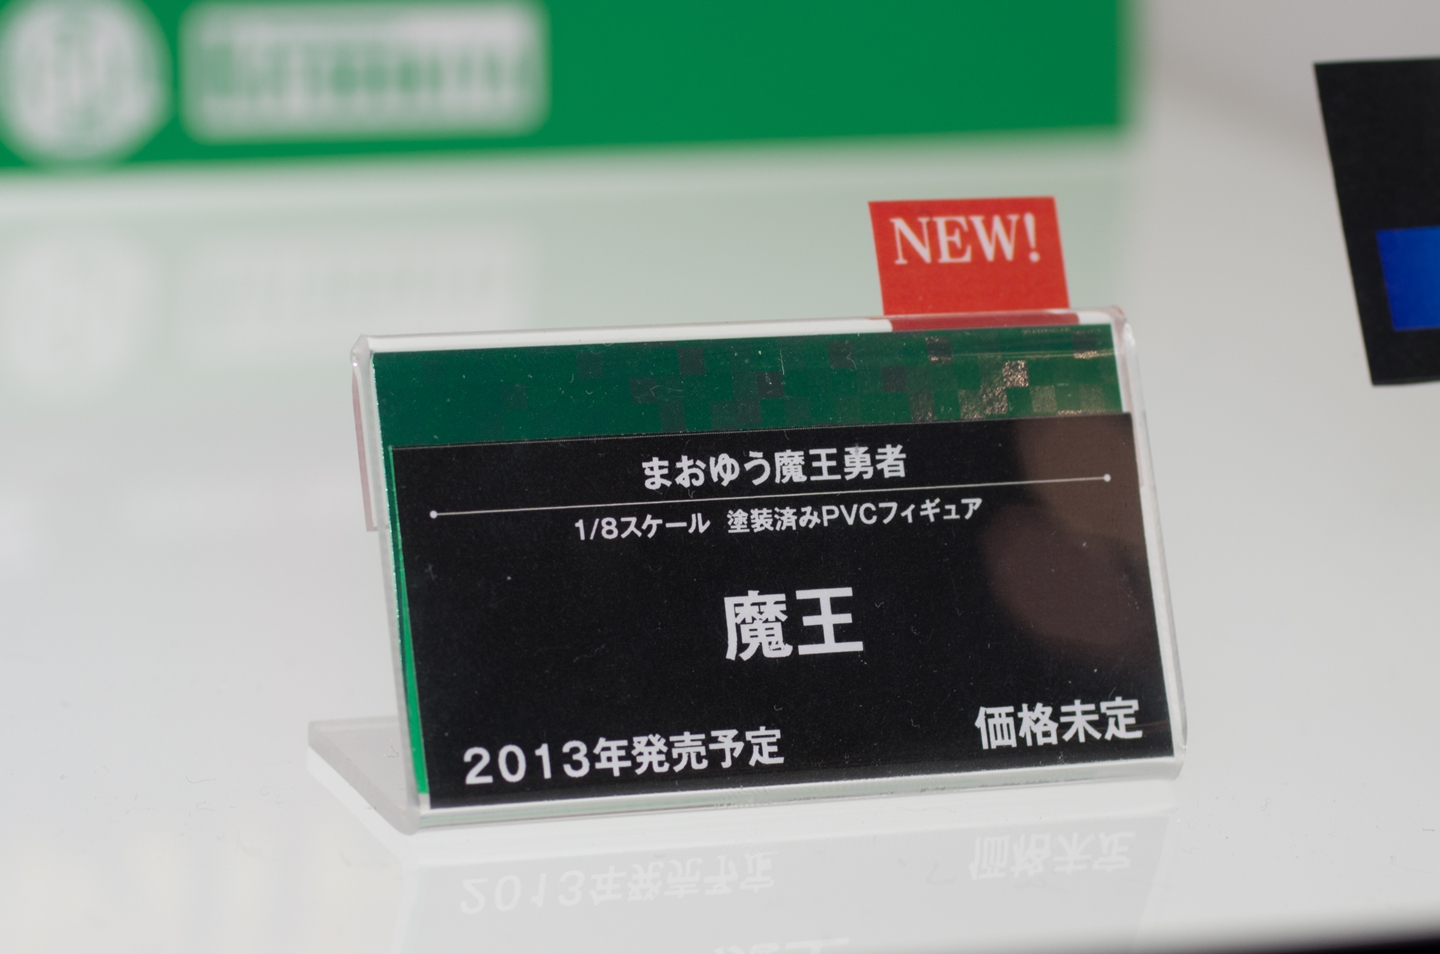 NEW!
まおゆう魔王勇者
1/8スケール 塗装済みPVCフィギュア
魔王
2013年発売予定
価格未定